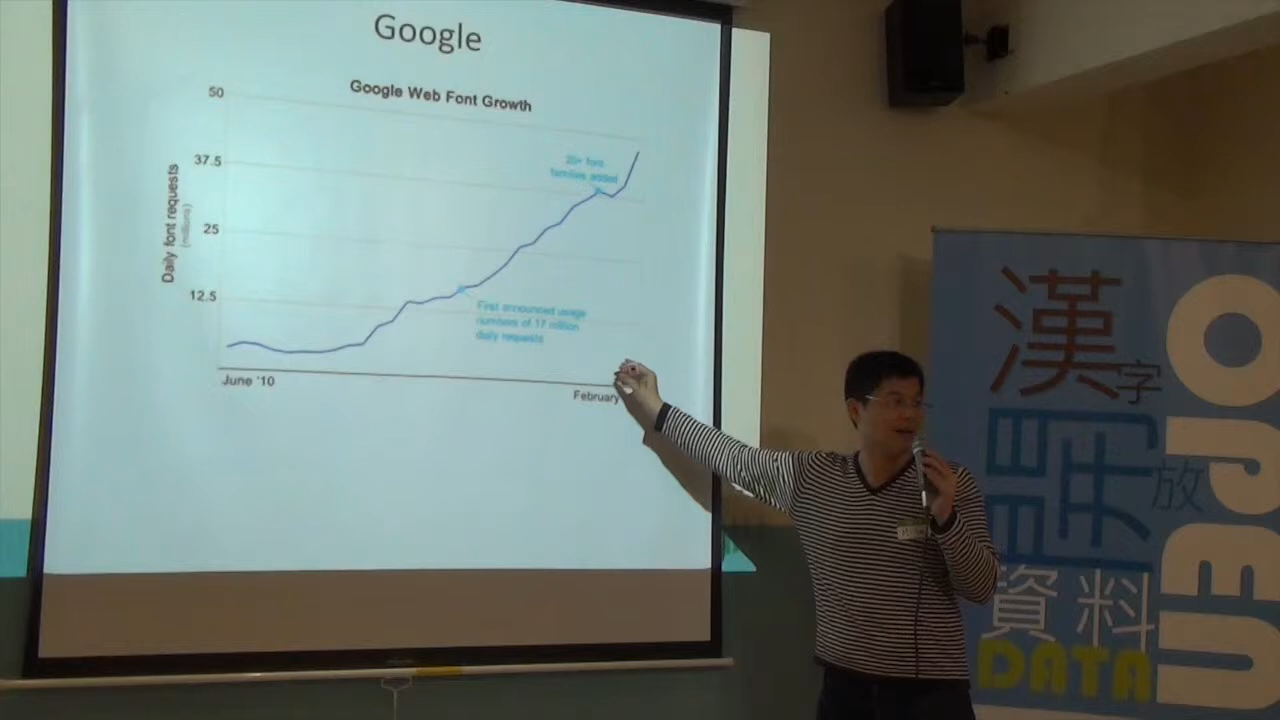 Google
Google Web Font Growth
50
37.5
25
12.5
Daily font requests
(millions)
25+ font
families added
First announced usage
numbers of 17 million
daily requests
June '10
February
漢字
開放
資料
DATA
OPEN